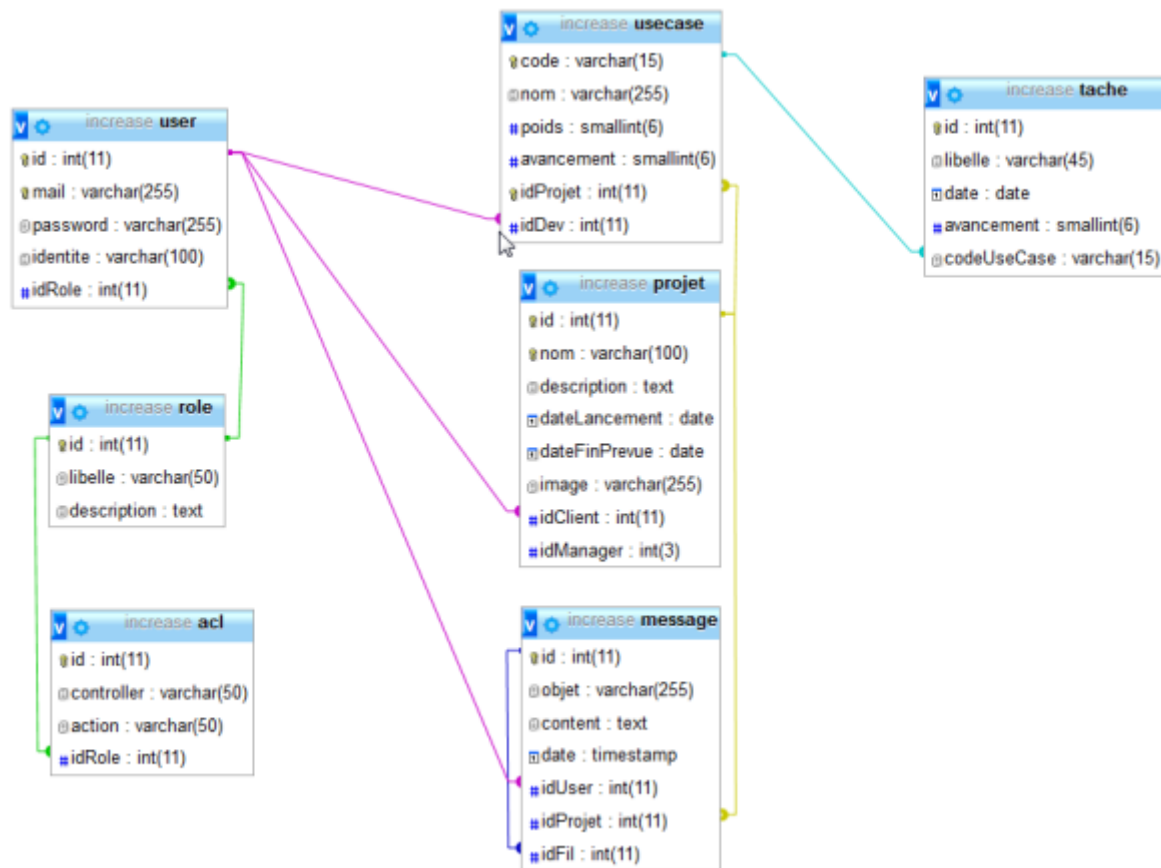 increase usecase
code : varchar(15)
nom : varchar(255)
poids : smallint(6)
avancement : smallint(6)
idProjet : int(11)
idDev : int(11)
increase tache
id : int(11)
libelle : varchar(45)
date : date
avancement : smallint(6)
codeUseCase : varchar(15)
increase user
id : int(11)
mail : varchar(255)
password : varchar(255)
identite : varchar(100)
idRole : int(11)
increase projet
id : int(11)
nom : varchar(100)
description : text
dateLancement : date
dateFinPrevue : date
image : varchar(255)
idClient : int(11)
idManager : int(3)
increase role
id : int(11)
libelle : varchar(50)
description : text
increase acl
id : int(11)
controller : varchar(50)
action : varchar(50)
idRole : int(11)
increase message
id : int(11)
objet : varchar(255)
content : text
date : timestamp
idUser : int(11)
idProjet : int(11)
idFil : int(11)